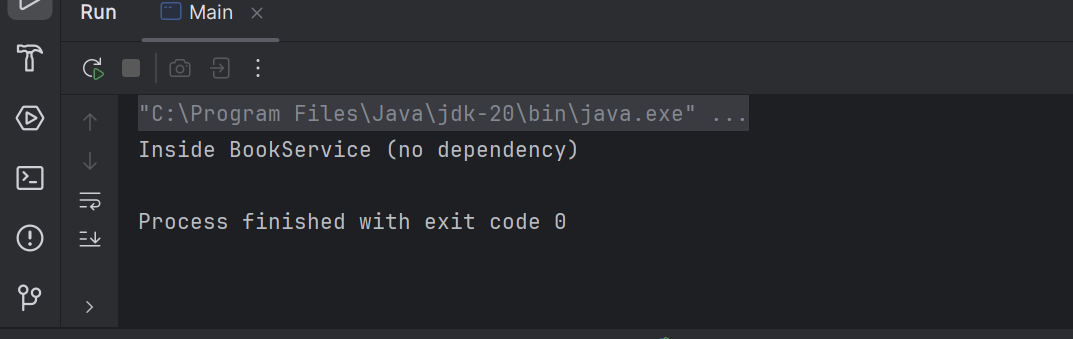 Run Main
"C:\Program Files\Java\jdk-20\bin\java.exe" ...
Inside BookService (no dependency)
Process finished with exit code 0